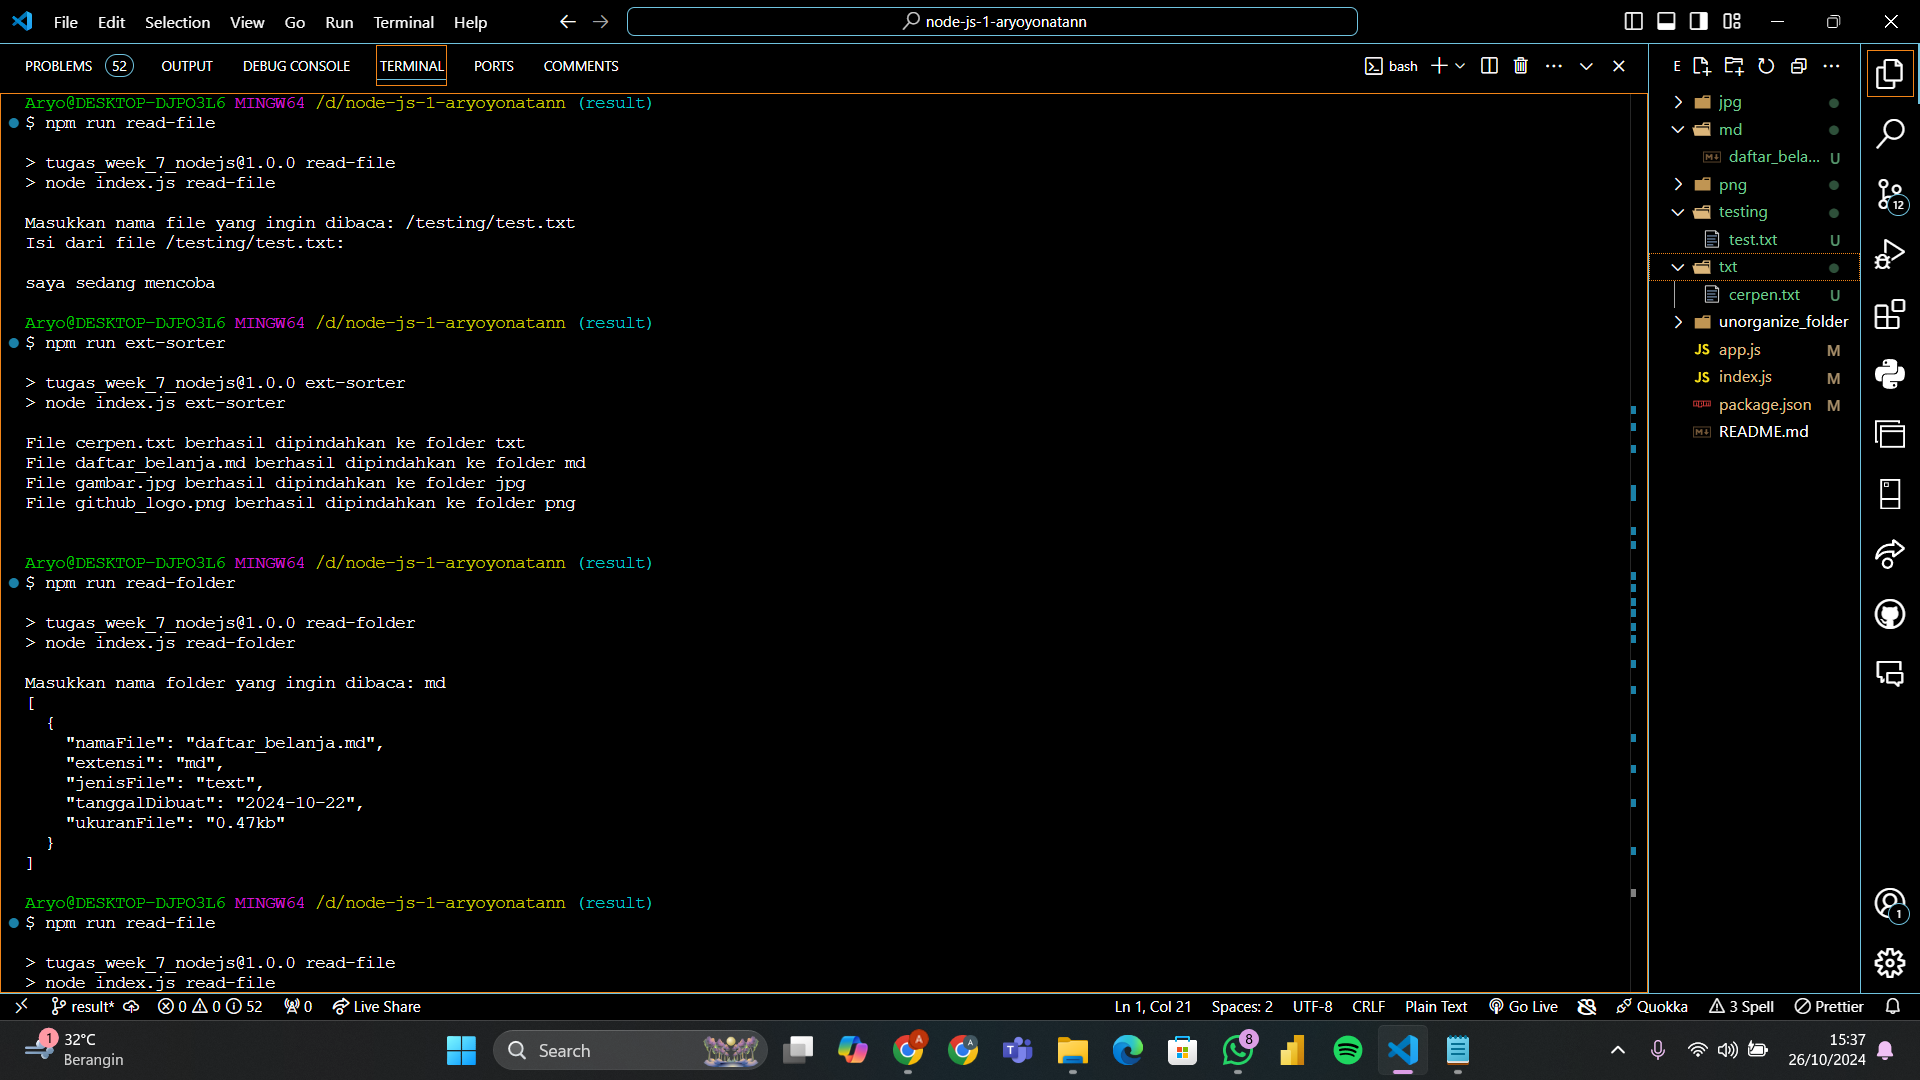 File Edit Selection View Go Run Terminal Help
node-js-1-aryoyonatann
PROBLEMS 52 OUTPUT DEBUG CONSOLE TERMINAL PORTS COMMENTS
bash
Aryo@DESKTOP-DJPO3L6 MINGW64 /d/node-js-1-aryoyonatann (result)
$ npm run read-file
> tugas_week_7_nodejs@1.0.0 read-file
> node index.js read-file
Masukkan nama file yang ingin dibaca: /testing/test.txt
Isi dari file /testing/test.txt:
saya sedang mencoba
Aryo@DESKTOP-DJPO3L6 MINGW64 /d/node-js-1-aryoyonatann (result)
$ npm run ext-sorter
> tugas_week_7_nodejs@1.0.0 ext-sorter
> node index.js ext-sorter
File cerpen.txt berhasil dipindahkan ke folder txt
File daftar_belanja.md berhasil dipindahkan ke folder md
File gambar.jpg berhasil dipindahkan ke folder jpg
File github_logo.png berhasil dipindahkan ke folder png
Aryo@DESKTOP-DJPO3L6 MINGW64 /d/node-js-1-aryoyonatann (result)
$ npm run read-folder
> tugas_week_7_nodejs@1.0.0 read-folder
> node index.js read-folder
Masukkan nama folder yang ingin dibaca: md
[
{
"namaFile": "daftar_belanja.md",
"extensi": "md",
"jenisFile": "text",
"tanggalDibuat": "2024-10-22",
"ukuranFile": "0.47kb"
}
]
Aryo@DESKTOP-DJPO3L6 MINGW64 /d/node-js-1-aryoyonatann (result)
$ npm run read-file
> tugas_week_7_nodejs@1.0.0 read-file
> node index.js read-file
E
jpg
md
daftar_bela... U
png
testing
test.txt U
txt
cerpen.txt U
unorganize_folder
JS app.js M
JS index.js M
package.json M
README.md
12
1
result* 0 0 52 0 Live Share
Ln 1, Col 21 Spaces: 2 UTF-8 CRLF Plain Text Go Live Quokka 3 Spell Prettier
1
32°C
Berangin
Search
8
15:37
26/10/2024